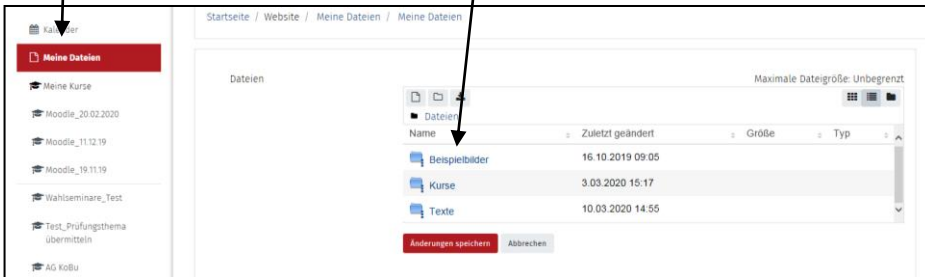 Startseite / Website / Meine Dateien / Meine Dateien
Kalender
Meine Dateien
Meine Kurse
Moodle_20.02.2020
Moodle_11.12.19
Moodle_19.11.19
Wahlseminare_Test
Test_Prüfungsthema
übermitteln
AG KoBu
Dateien
Maximale Dateigröße: Unbegrenzt
Dateien
Name Zuletzt geändert Größe Typ
Beispielbilder 16.10.2019 09:05
Kurse 3.03.2020 15:17
Texte 10.03.2020 14:55
Änderungen speichern Abbrechen